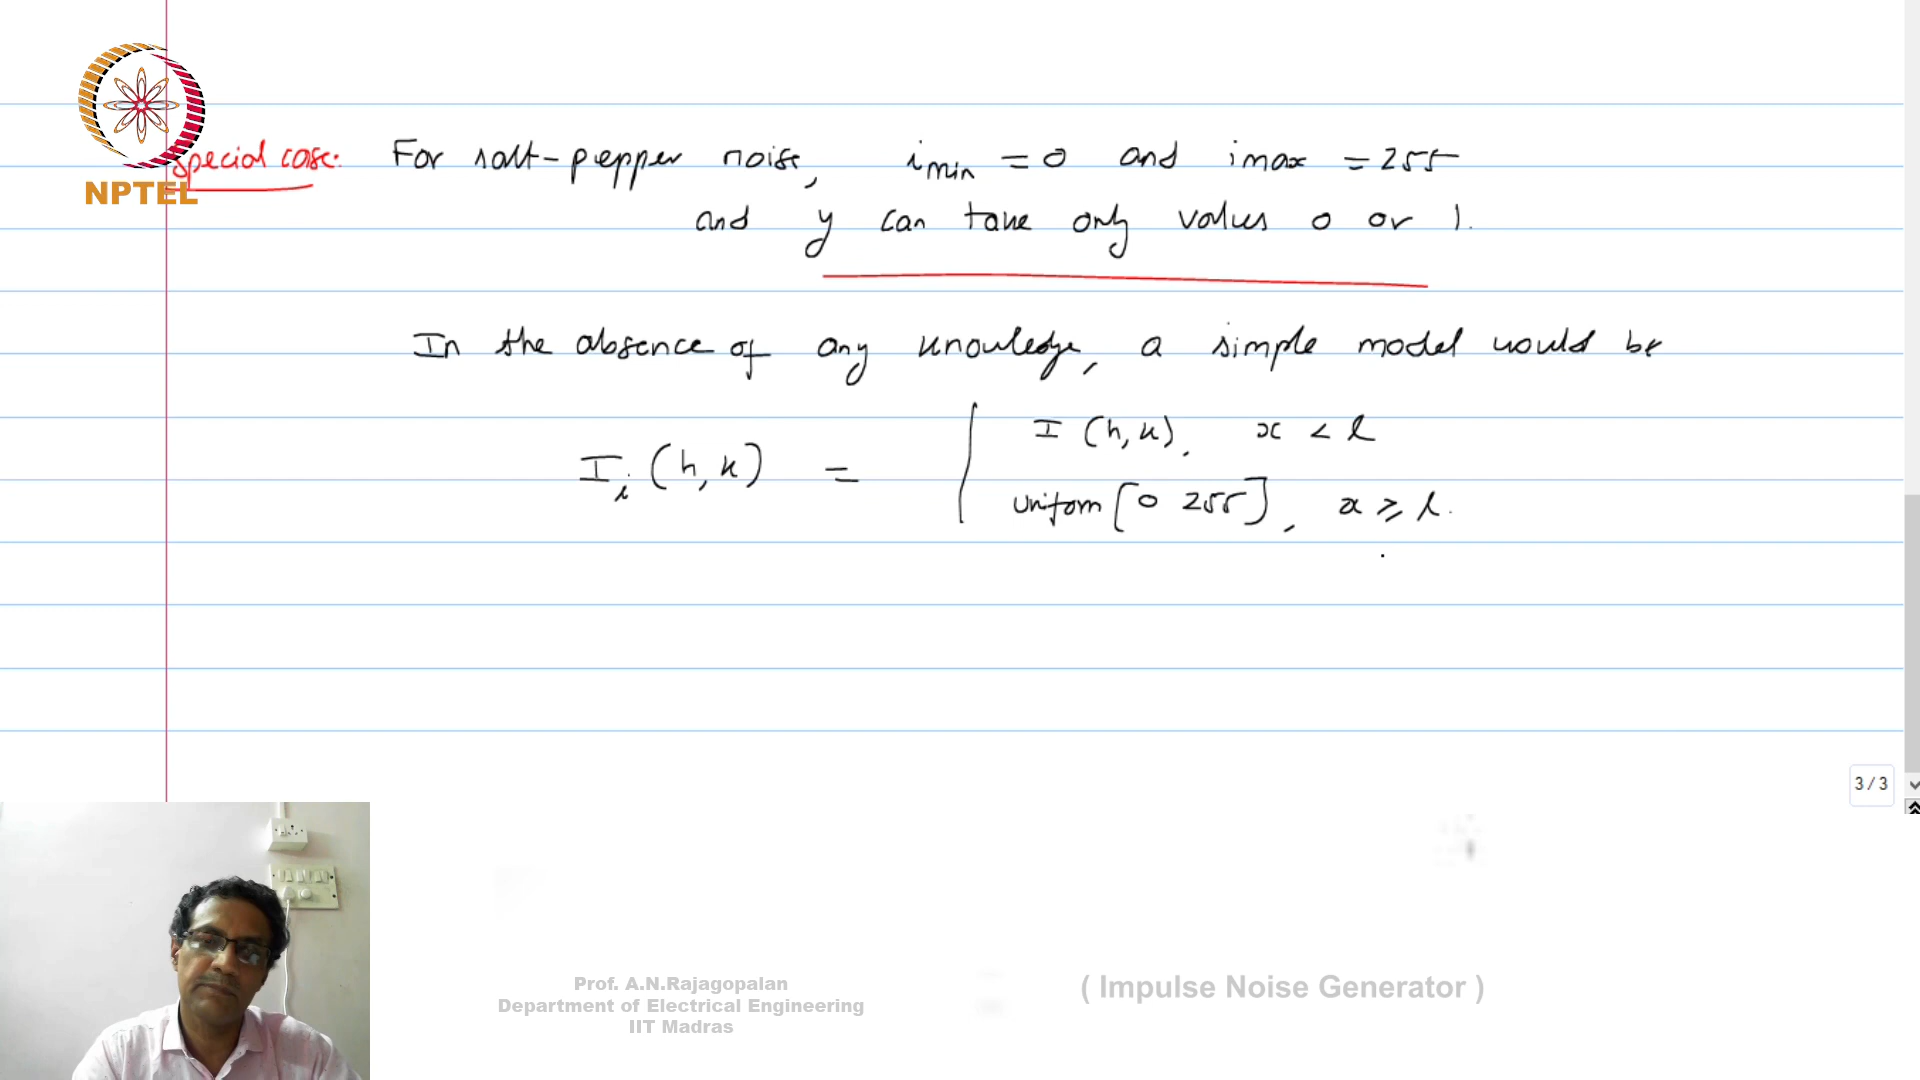 NPTEL
Special case: For salt-pepper noise, imin = 0 and imax = 255
and y can take only values 0 or 1.
In the absence of any knowledge, a simple model would be
Ii (h,k) =
I (h,k), x < l
Uniform [0 255], x ≥ l.
3 / 3
Prof. A.N.Rajagopalan
Department of Electrical Engineering
IIT Madras
( Impulse Noise Generator )